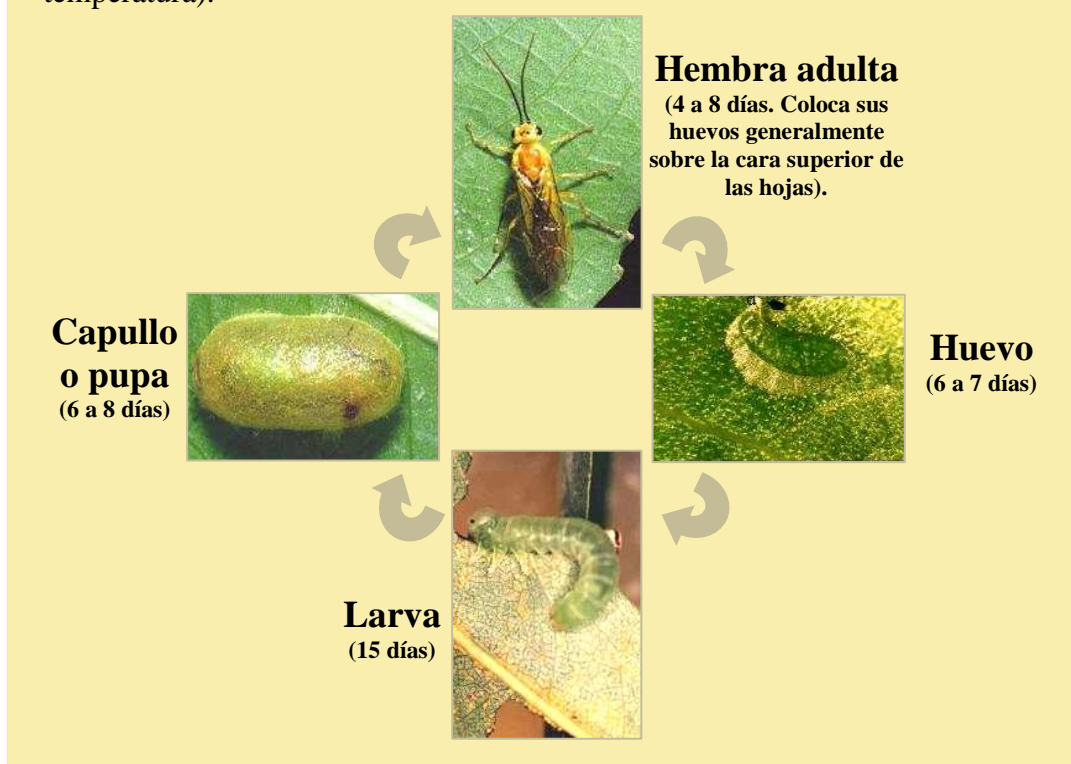 temperatura).
Hembra adulta
(4 a 8 días. Coloca sus
huevos generalmente
sobre la cara superior de
las hojas).
Capullo
o pupa
(6 a 8 días)
Huevo
(6 a 7 días)
Larva
(15 días)